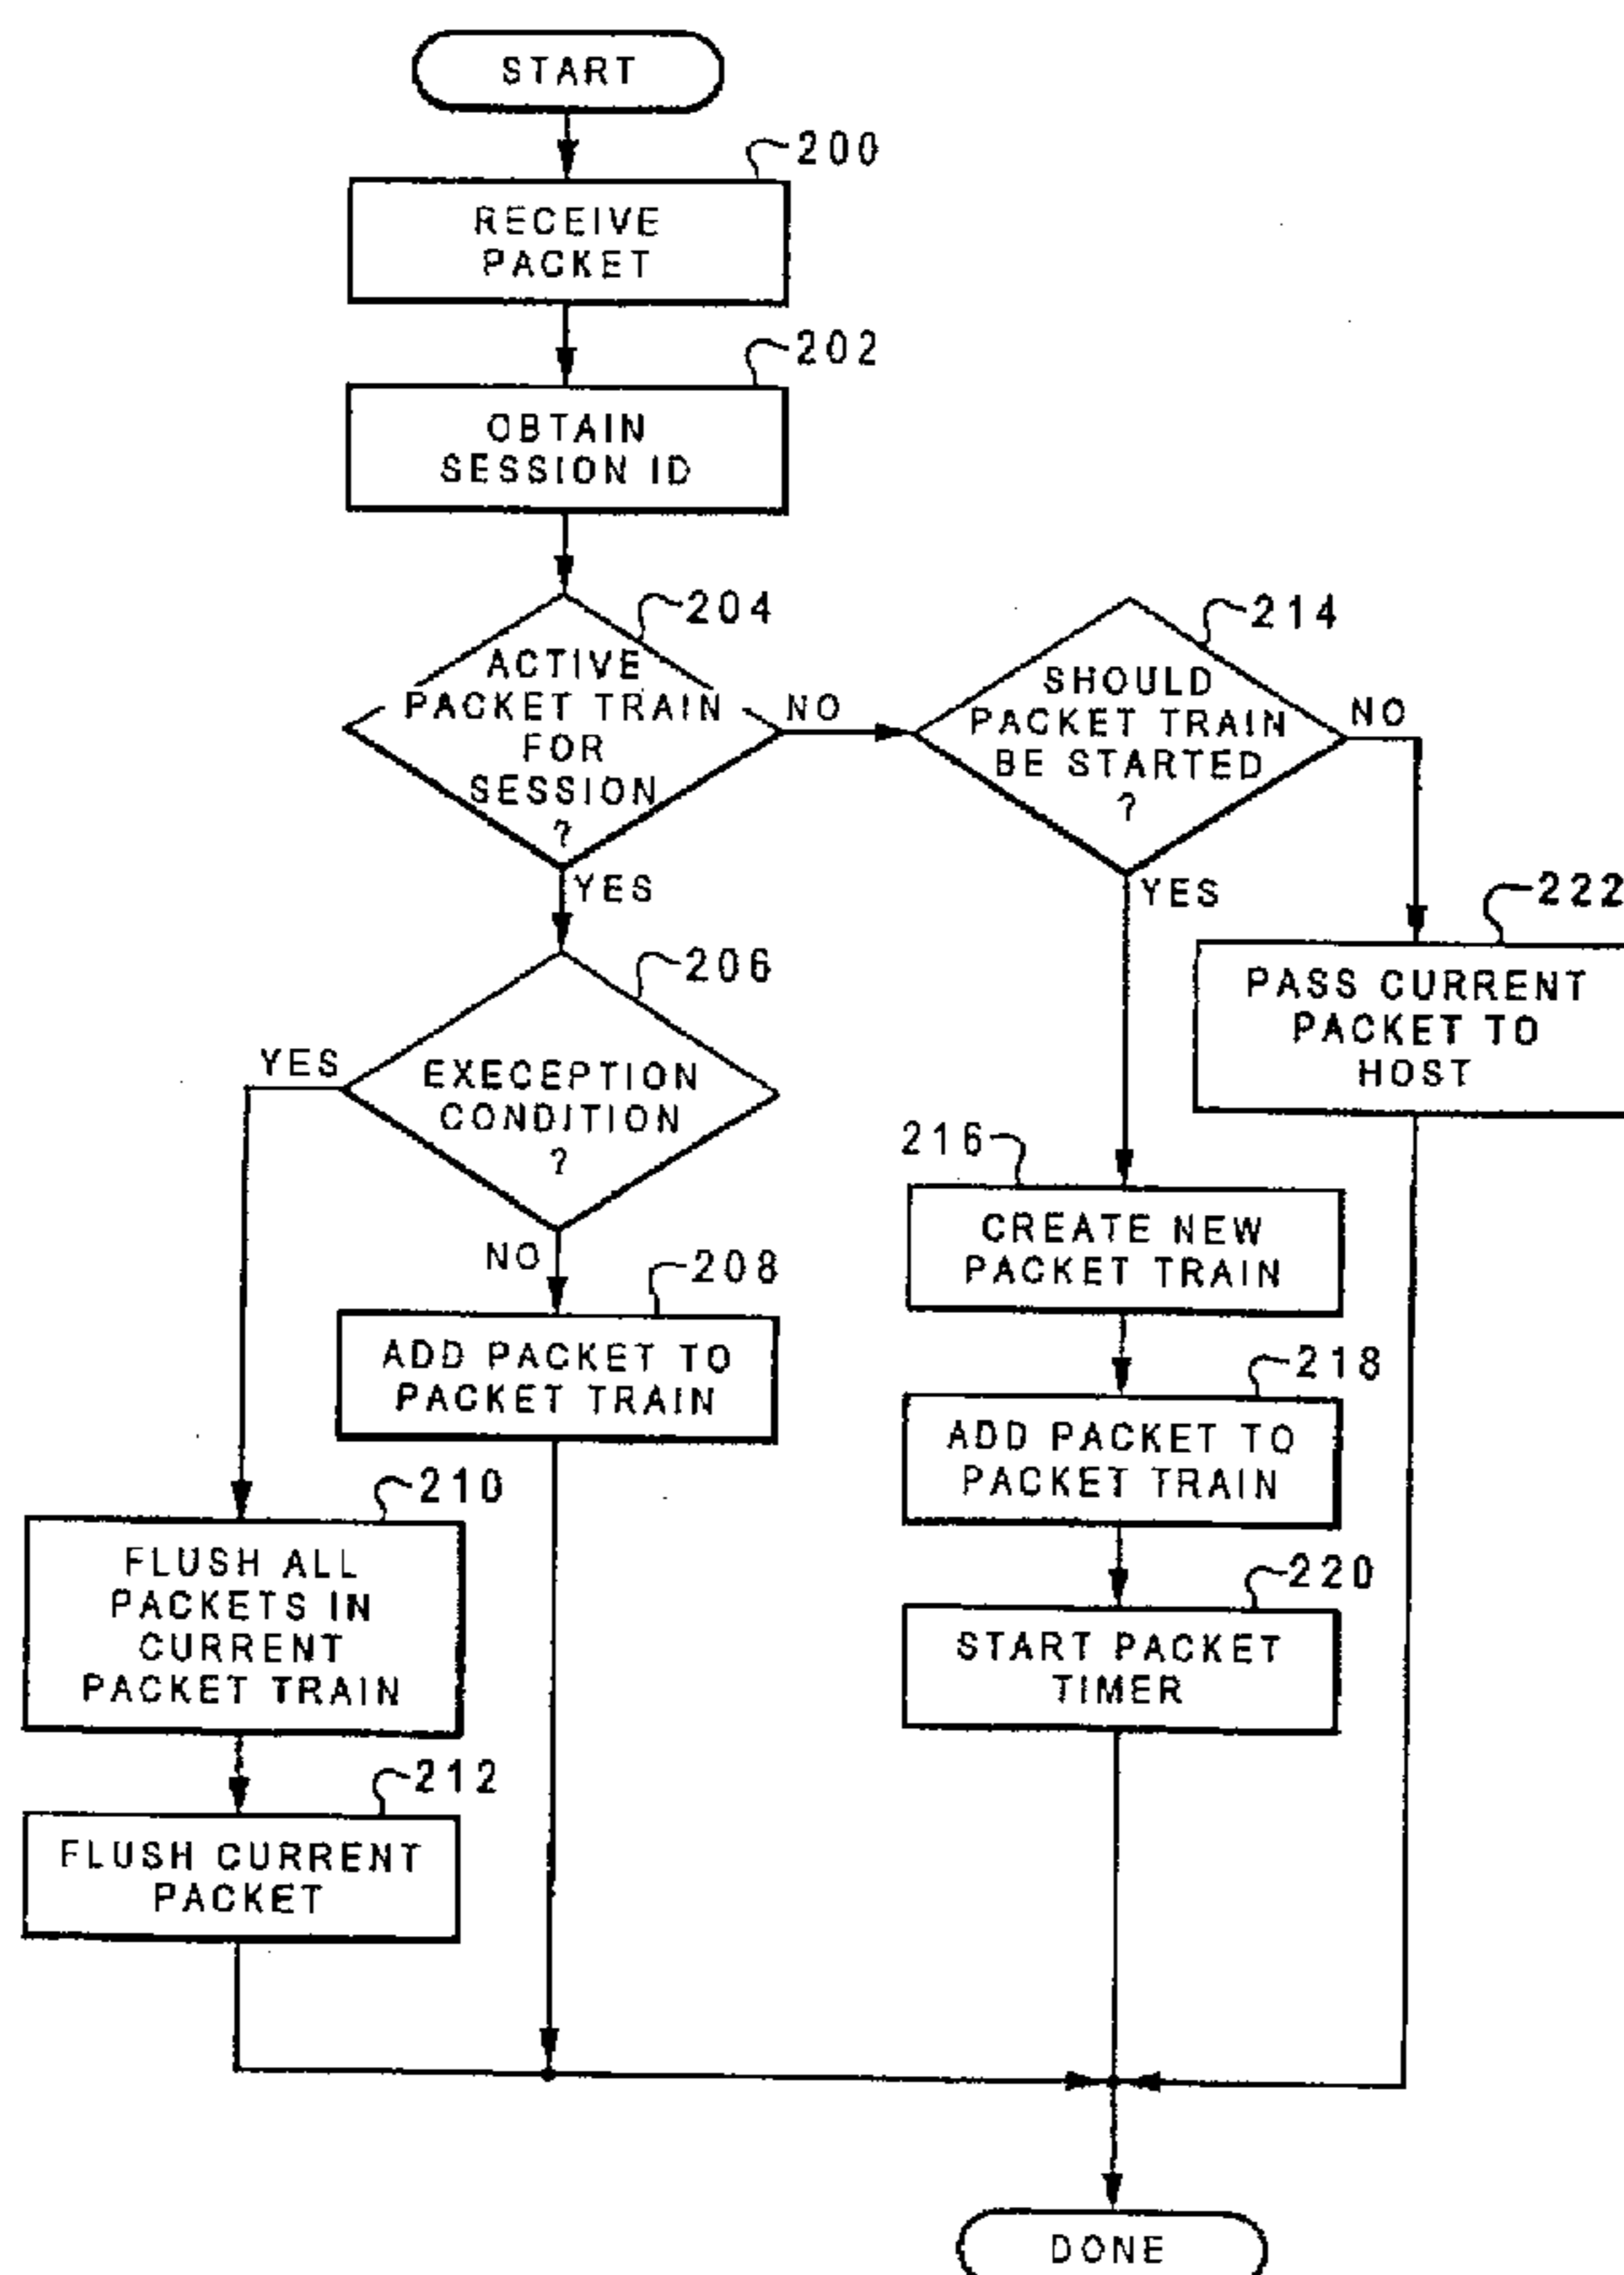 START
200
RECEIVE
PACKET
202
OBTAIN
SESSION ID
204
ACTIVE
PACKET TRAIN
FOR
SESSION
?
NO
YES
214
SHOULD
PACKET TRAIN
BE STARTED
?
NO
YES
222
PASS CURRENT
PACKET TO
HOST
206
EXECEPTION
CONDITION
?
YES
NO
208
ADD PACKET TO
PACKET TRAIN
216
CREATE NEW
PACKET TRAIN
218
ADD PACKET TO
PACKET TRAIN
220
START PACKET
TIMER
210
FLUSH ALL
PACKETS IN
CURRENT
PACKET TRAIN
212
FLUSH CURRENT
PACKET
DONE